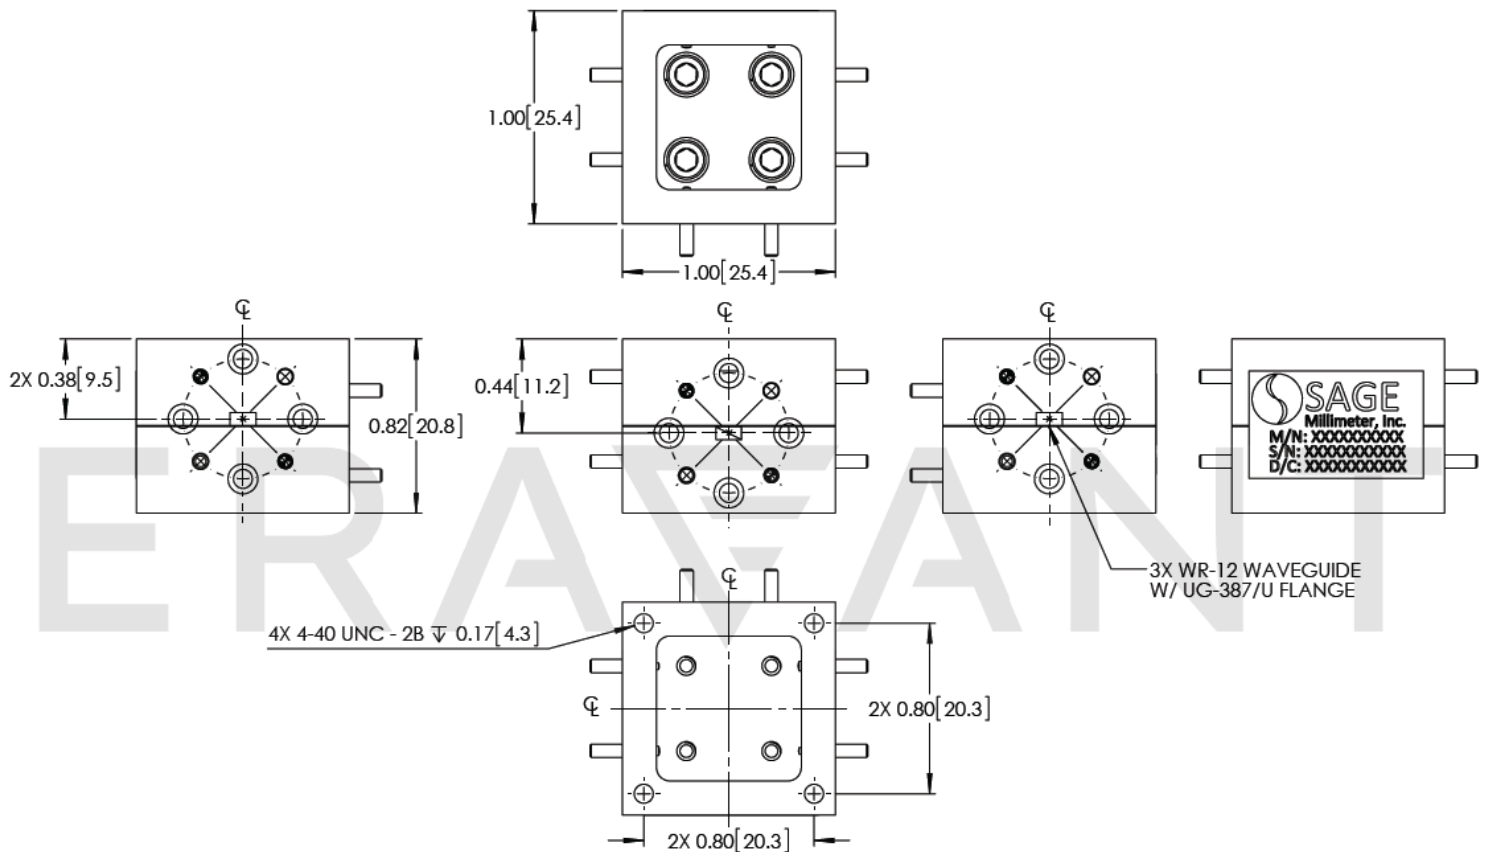 1.00[25.4]
1.00[25.4]
℄
℄
℄
2X 0.38[9.5]
0.82[20.8]
0.44[11.2]
SAGE
Millimeter, Inc.
M/N: XXXXXXXXXXX
S/N: XXXXXXXXXXXX
D/C: XXXXXXXXXXXX
ERAVANT
3X WR-12 WAVEGUIDE
W/ UG-387/U FLANGE
℄
4X 4-40 UNC - 2B ↧ 0.17[4.3]
℄
2X 0.80[20.3]
2X 0.80[20.3]